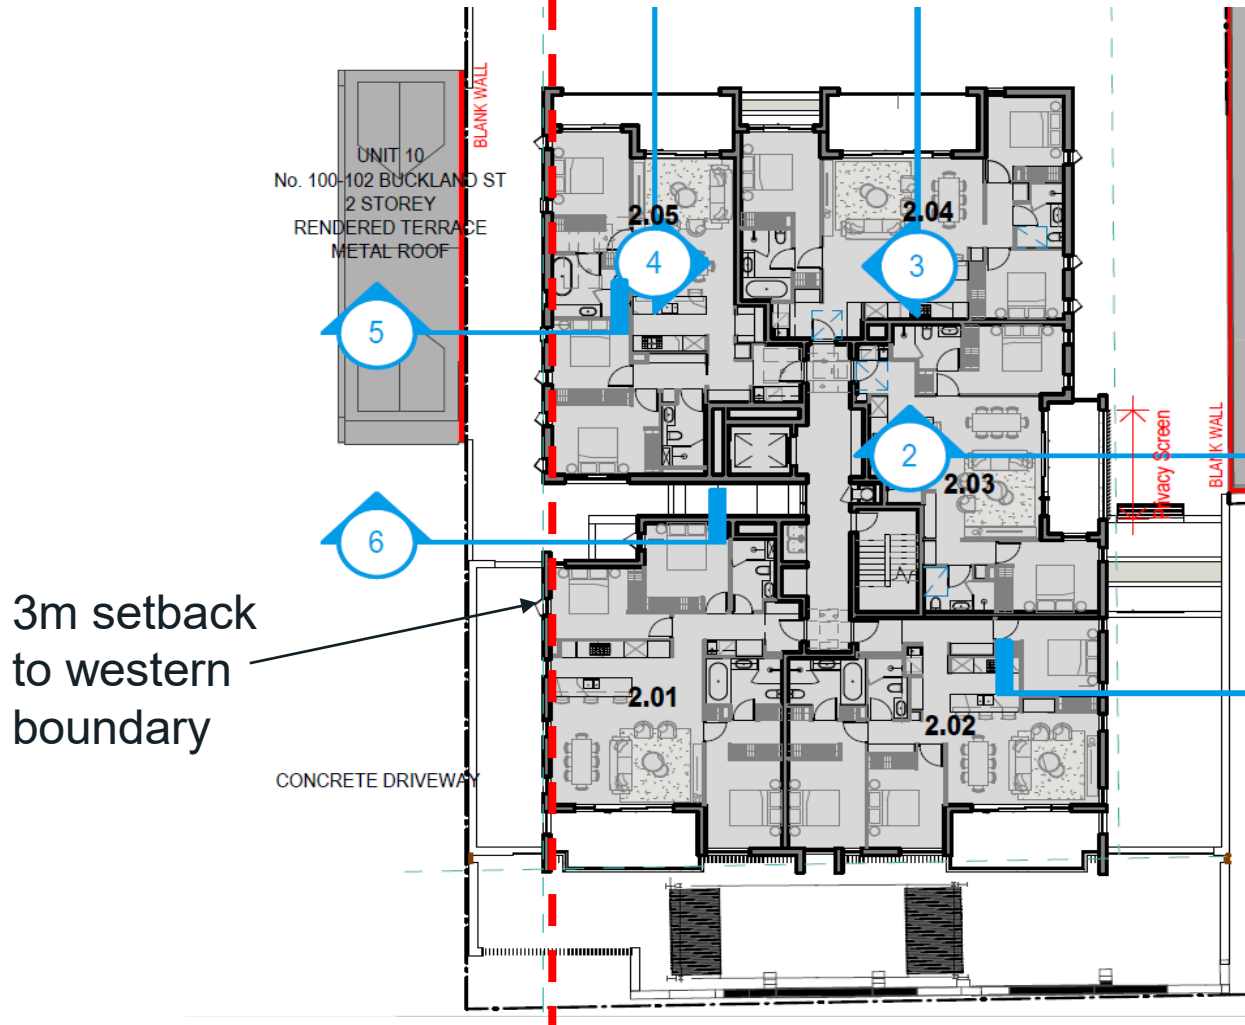 BLANK WALL
UNIT 10
No. 100-102 BUCKLAND ST
2 STOREY
RENDERED TERRACE
METAL ROOF
2.05
2.04
4
3
5
2
2.03
Privacy Screen
BLANK WALL
6
3m setback
to western
boundary
2.01
2.02
CONCRETE DRIVEWAY